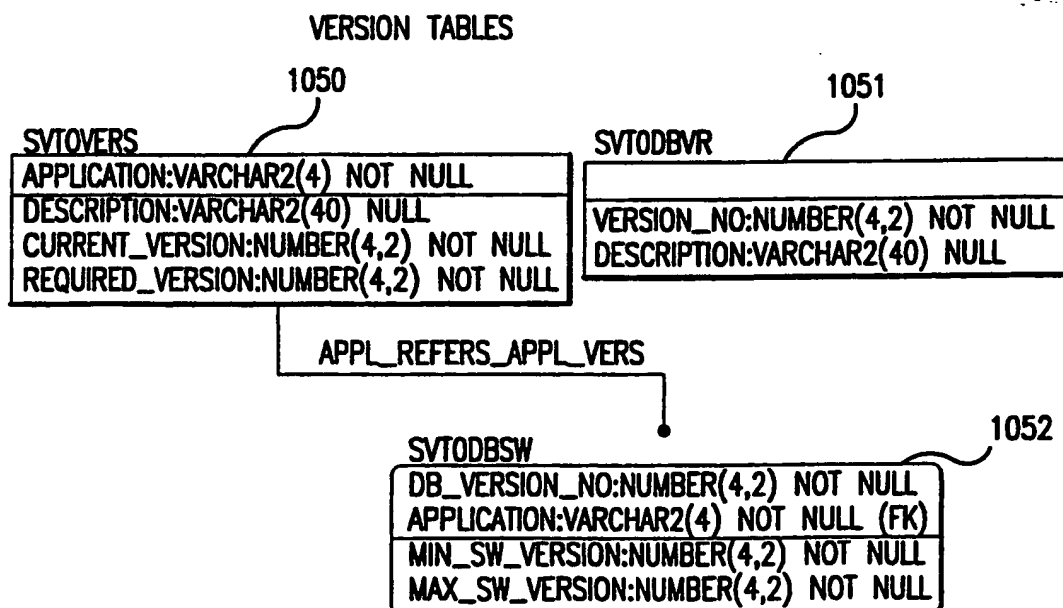 VERSION TABLES
1050
1051
SVTOVERS
APPLICATION:VARCHAR2(4) NOT NULL
DESCRIPTION:VARCHAR2(40) NULL
CURRENT_VERSION:NUMBER(4,2) NOT NULL
REQUIRED_VERSION:NUMBER(4,2) NOT NULL
SVTODBVR
VERSION_NO:NUMBER(4,2) NOT NULL
DESCRIPTION:VARCHAR2(40) NULL
APPL_REFERS_APPL_VERS
1052
SVTODBSW
DB_VERSION_NO:NUMBER(4,2) NOT NULL
APPLICATION:VARCHAR2(4) NOT NULL (FK)
MIN_SW_VERSION:NUMBER(4,2) NOT NULL
MAX_SW_VERSION:NUMBER(4,2) NOT NULL